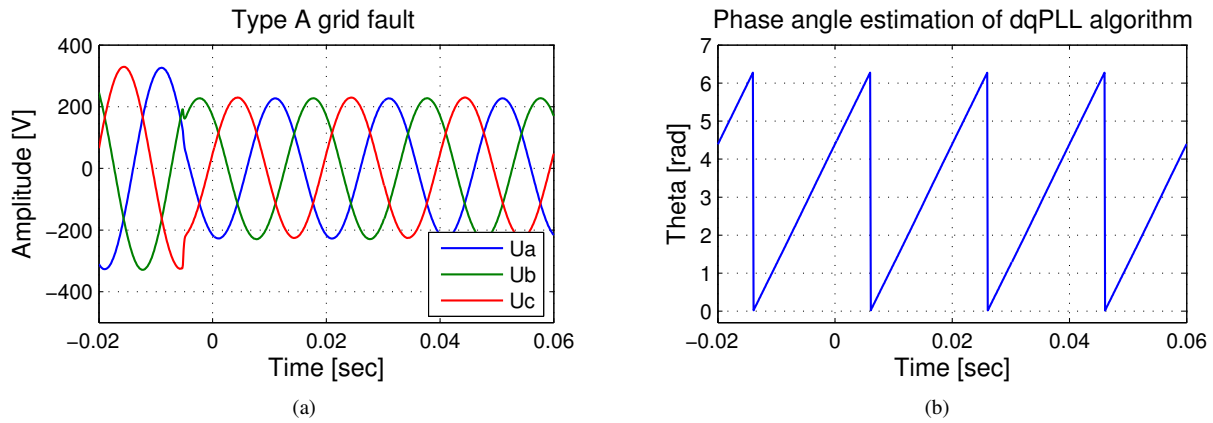 Type A grid fault
400
200
0
−200
−400
Amplitude [V]
Ua
Ub
Uc
−0.02
0
0.02
0.04
0.06
Time [sec]
(a)
Phase angle estimation of dqPLL algorithm
7
6
5
4
3
2
1
0
Theta [rad]
−0.02
0
0.02
0.04
0.06
Time [sec]
(b)